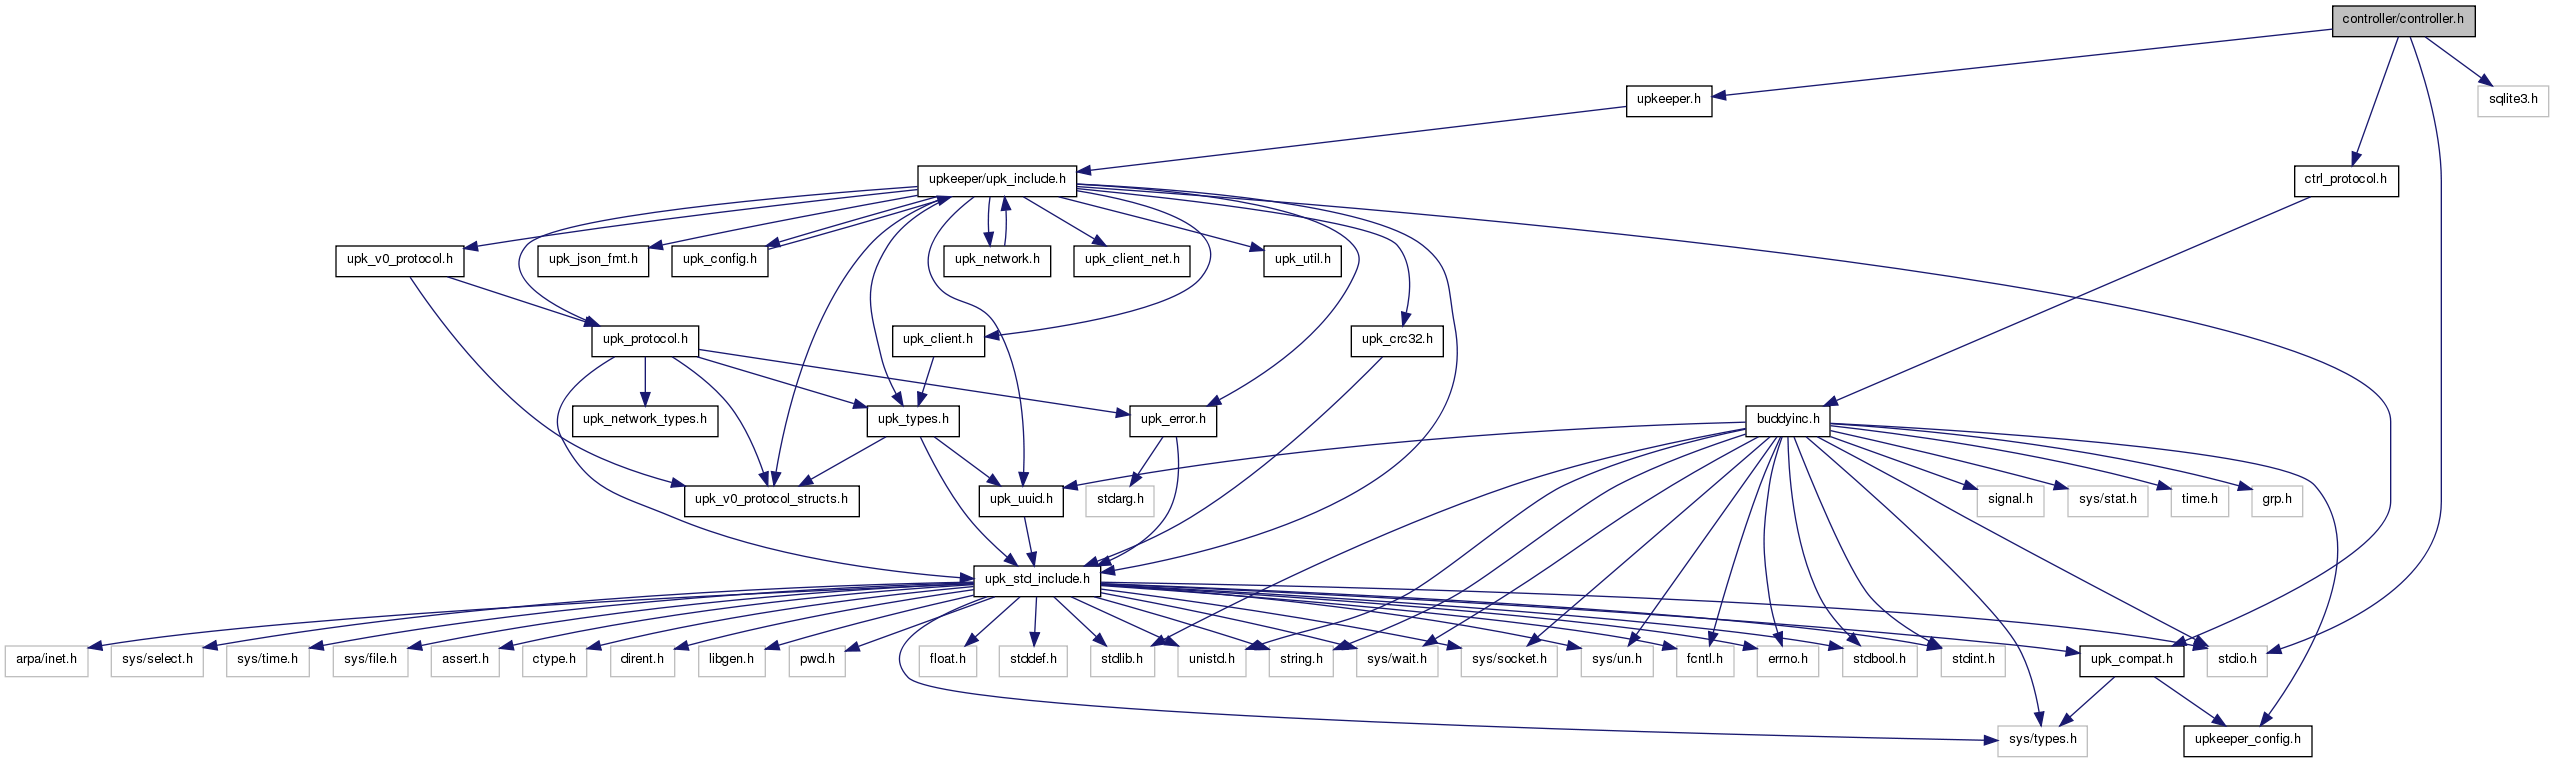 controller/controller.h
upkeeper.h
sqlite3.h
upkeeper/upk_include.h
ctrl_protocol.h
upk_v0_protocol.h
upk_json_fmt.h
upk_config.h
upk_network.h
upk_client_net.h
upk_util.h
upk_protocol.h
upk_client.h
upk_crc32.h
upk_network_types.h
upk_types.h
upk_error.h
buddyinc.h
upk_v0_protocol_structs.h
upk_uuid.h
stdarg.h
signal.h
sys/stat.h
time.h
grp.h
upk_std_include.h
arpa/inet.h
sys/select.h
sys/time.h
sys/file.h
assert.h
ctype.h
dirent.h
libgen.h
pwd.h
float.h
stddef.h
stdlib.h
unistd.h
string.h
sys/wait.h
sys/socket.h
sys/un.h
fcntl.h
errno.h
stdbool.h
stdint.h
upk_compat.h
stdio.h
sys/types.h
upkeeper_config.h